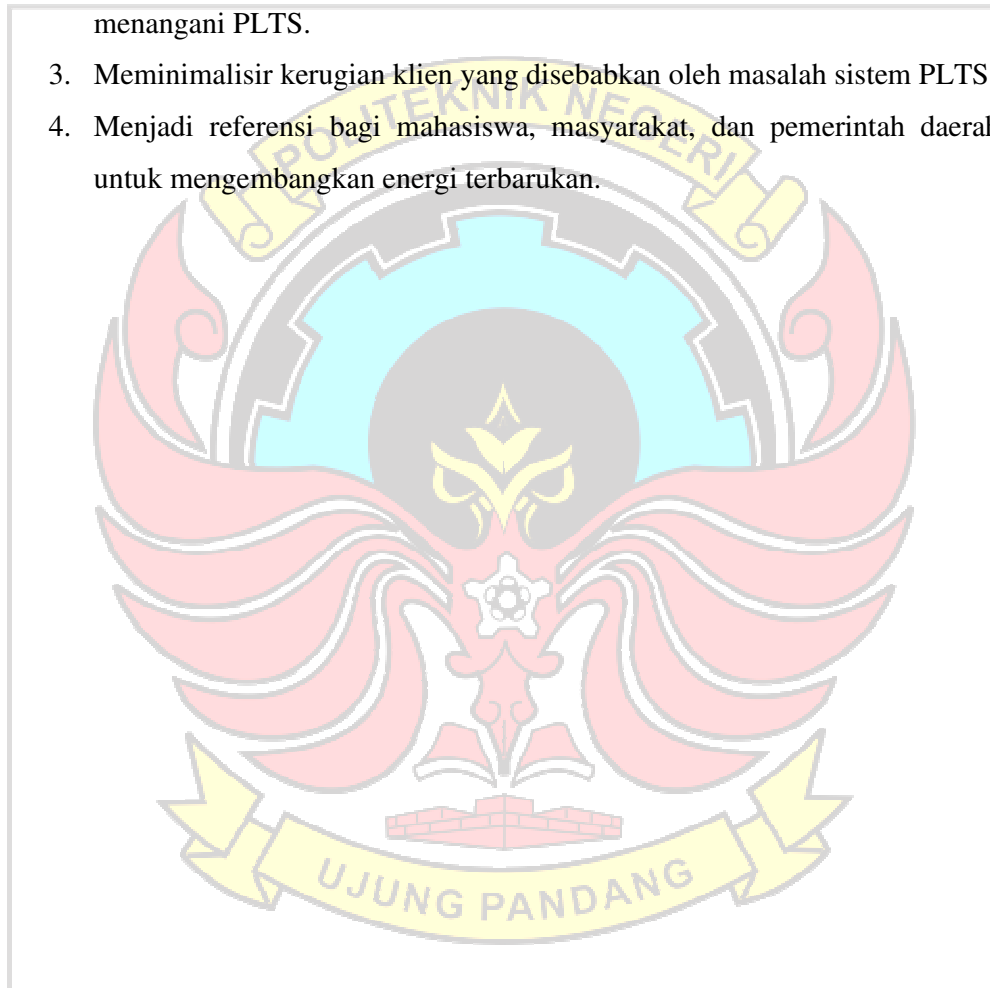 menangani PLTS.
3. Meminimalisir kerugian klien yang disebabkan oleh masalah sistem PLTS
4. Menjadi referensi bagi mahasiswa, masyarakat, dan pemerintah daerah
untuk mengembangkan energi terbarukan.
POLITEKNIK NEGERI
UJUNG PANDANG